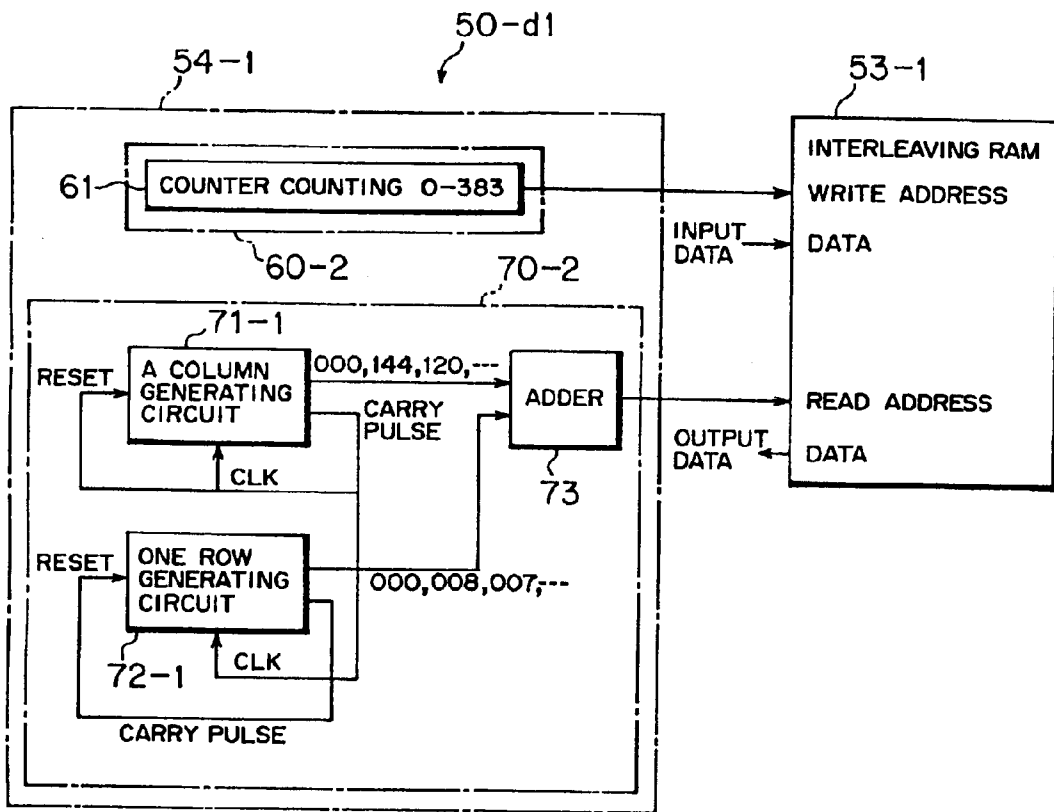 50-d1
54-1
53-1
61
COUNTER COUNTING 0-383
60-2
INTERLEAVING RAM
WRITE ADDRESS
INPUT
DATA
DATA
70-2
71-1
RESET
A COLUMN
GENERATING
CIRCUIT
000,144,120,---
CARRY
PULSE
CLK
ADDER
73
READ ADDRESS
OUTPUT
DATA
DATA
RESET
ONE ROW
GENERATING
CIRCUIT
000,008,007,---
72-1
CLK
CARRY PULSE